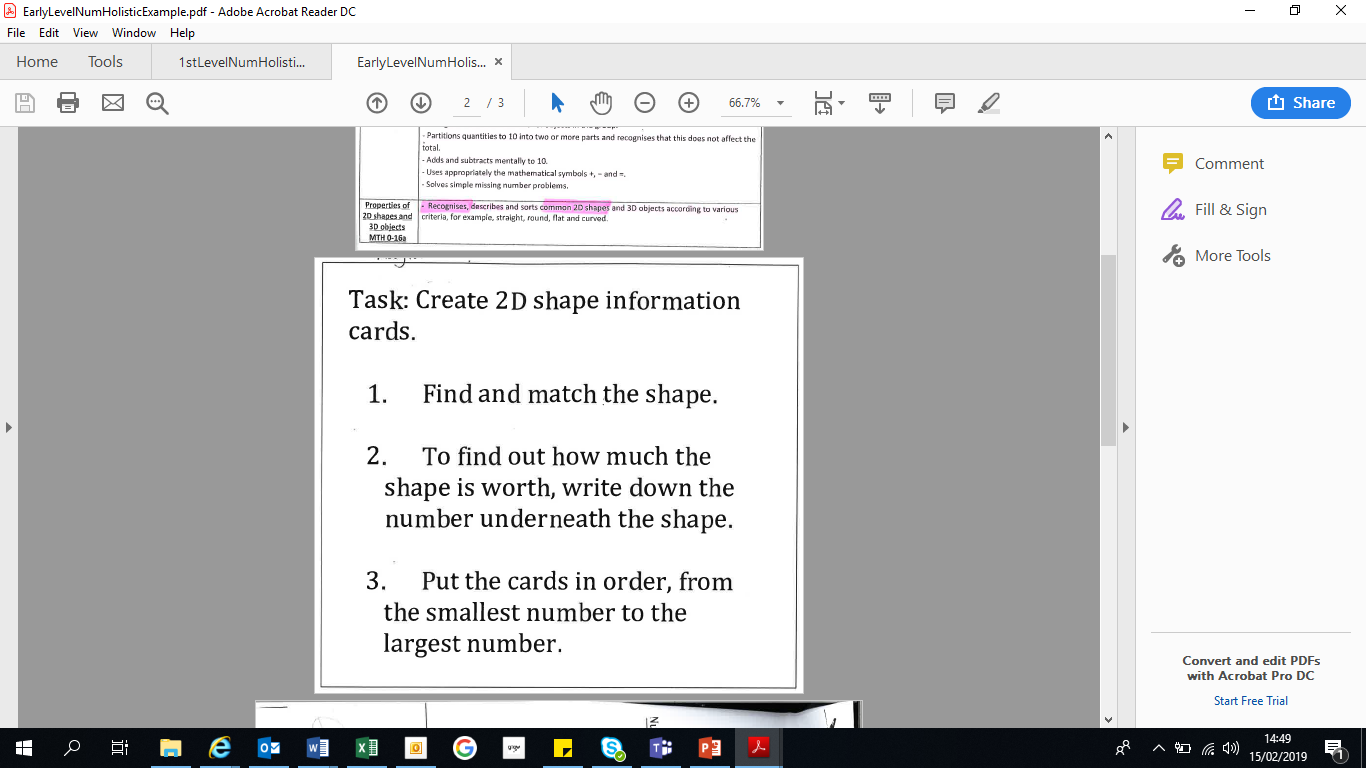 EarlyLevelNumHolisticExample.pdf - Adobe Acrobat Reader DC
File Edit View Window Help
Home Tools 1stLevelNumHolisti... EarlyLevelNumHolis... ×
2 / 3 66.7% Share
- Partitions quantities to 10 into two or more parts and recognises that this does not affect the
total.
- Adds and subtracts mentally to 10.
- Uses appropriately the mathematical symbols +, – and =.
- Solves simple missing number problems.
Properties of
2D shapes and
3D objects
MTH 0-16a
- Recognises, describes and sorts common 2D shapes and 3D objects according to various
criteria, for example, straight, round, flat and curved.
Task: Create 2D shape information
cards.
1. Find and match the shape.
2. To find out how much the
shape is worth, write down the
number underneath the shape.
3. Put the cards in order, from
the smallest number to the
largest number.
Comment
Fill & Sign
More Tools
Convert and edit PDFs
with Acrobat Pro DC
Start Free Trial
14:49
15/02/2019